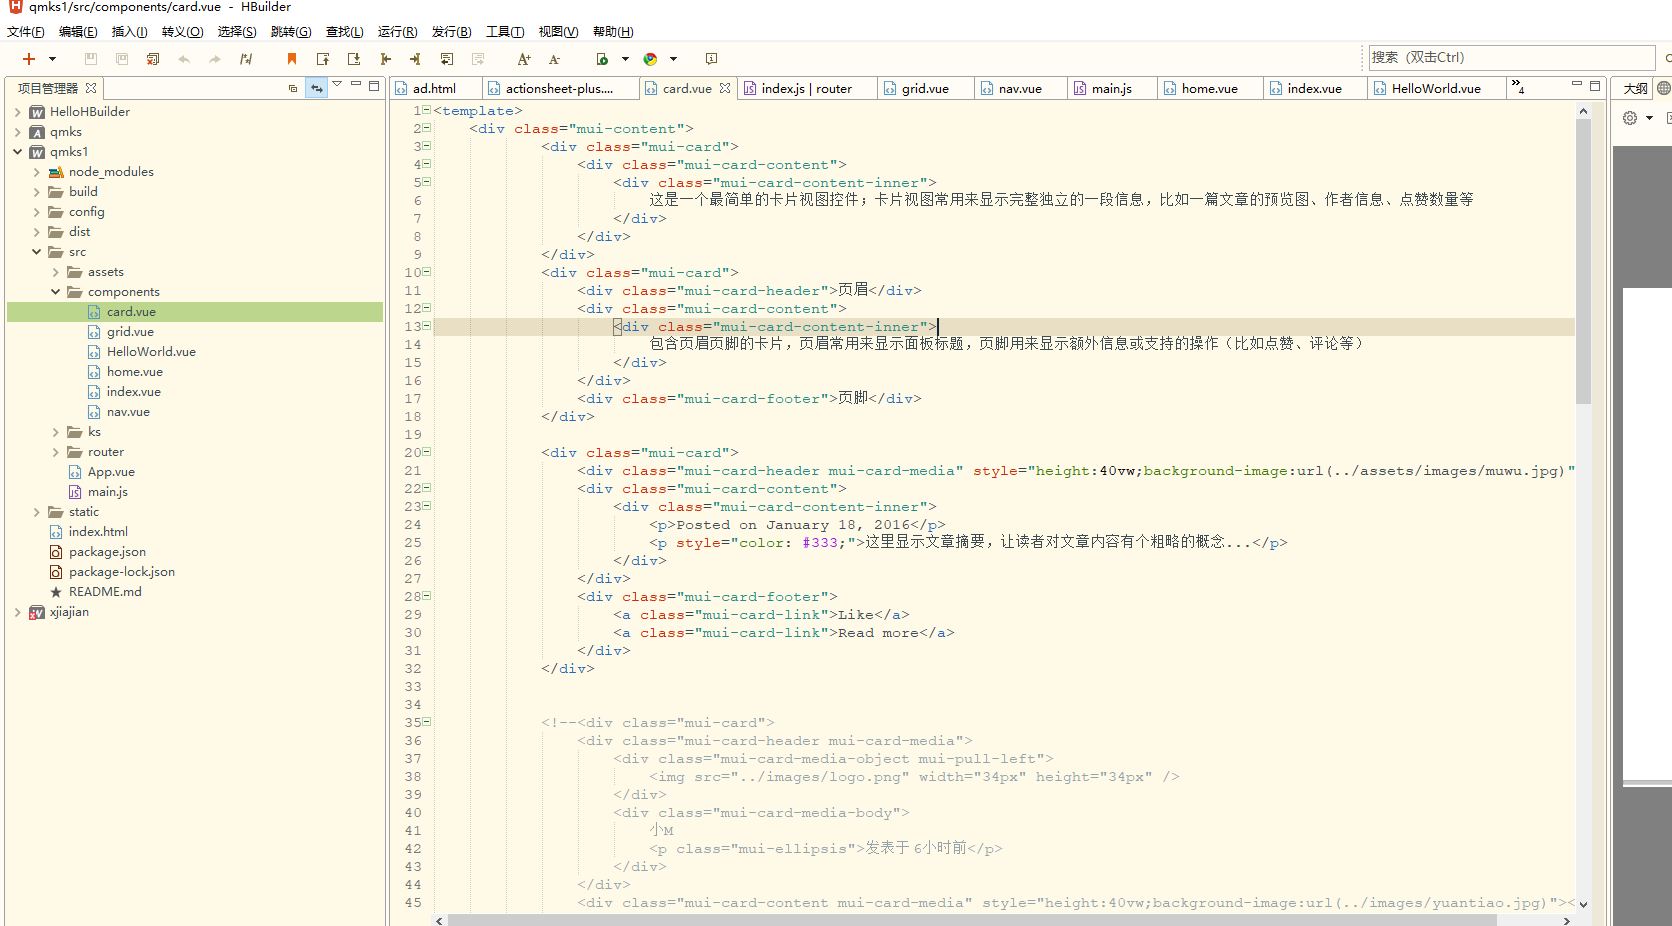 qmks1/src/components/card.vue - HBuilder
文件(F) 编辑(E) 插入(I) 转义(O) 选择(S) 跳转(G) 查找(L) 运行(R) 发行(B) 工具(T) 视图(V) 帮助(H)
搜索（双击Ctrl）
项目管理器
HelloHBuilder
qmks
qmks1
node_modules
build
config
dist
src
assets
components
card.vue
grid.vue
HelloWorld.vue
home.vue
index.vue
nav.vue
ks
router
App.vue
main.js
static
index.html
package.json
package-lock.json
README.md
xjiajian
ad.html actionsheet-plus.... card.vue index.js | router grid.vue nav.vue main.js home.vue index.vue HelloWorld.vue »4
大纲
1 <template>
2 <div class="mui-content">
3 <div class="mui-card">
4 <div class="mui-card-content">
5 <div class="mui-card-content-inner">
6 这是一个最简单的卡片视图控件；卡片视图常用来显示完整独立的一段信息，比如一篇文章的预览图、作者信息、点赞数量等
7 </div>
8 </div>
9 </div>
10 <div class="mui-card">
11 <div class="mui-card-header">页眉</div>
12 <div class="mui-card-content">
13 <div class="mui-card-content-inner">
14 包含页眉页脚的卡片，页眉常用来显示面板标题，页脚用来显示额外信息或支持的操作（比如点赞、评论等）
15 </div>
16 </div>
17 <div class="mui-card-footer">页脚</div>
18 </div>
19
20 <div class="mui-card">
21 <div class="mui-card-header mui-card-media" style="height:40vw;background-image:url(../assets/images/muwu.jpg)"
22 <div class="mui-card-content">
23 <div class="mui-card-content-inner">
24 <p>Posted on January 18, 2016</p>
25 <p style="color: #333;">这里显示文章摘要，让读者对文章内容有个粗略的概念...</p>
26 </div>
27 </div>
28 <div class="mui-card-footer">
29 <a class="mui-card-link">Like</a>
30 <a class="mui-card-link">Read more</a>
31 </div>
32 </div>
33
34
35 <!--<div class="mui-card">
36 <div class="mui-card-header mui-card-media">
37 <div class="mui-card-media-object mui-pull-left">
38 <img src="../images/logo.png" width="34px" height="34px" />
39 </div>
40 <div class="mui-card-media-body">
41 小M
42 <p class="mui-ellipsis">发表于 6小时前</p>
43 </div>
44 </div>
45 <div class="mui-card-content mui-card-media" style="height:40vw;background-image:url(../images/yuantiao.jpg)"><